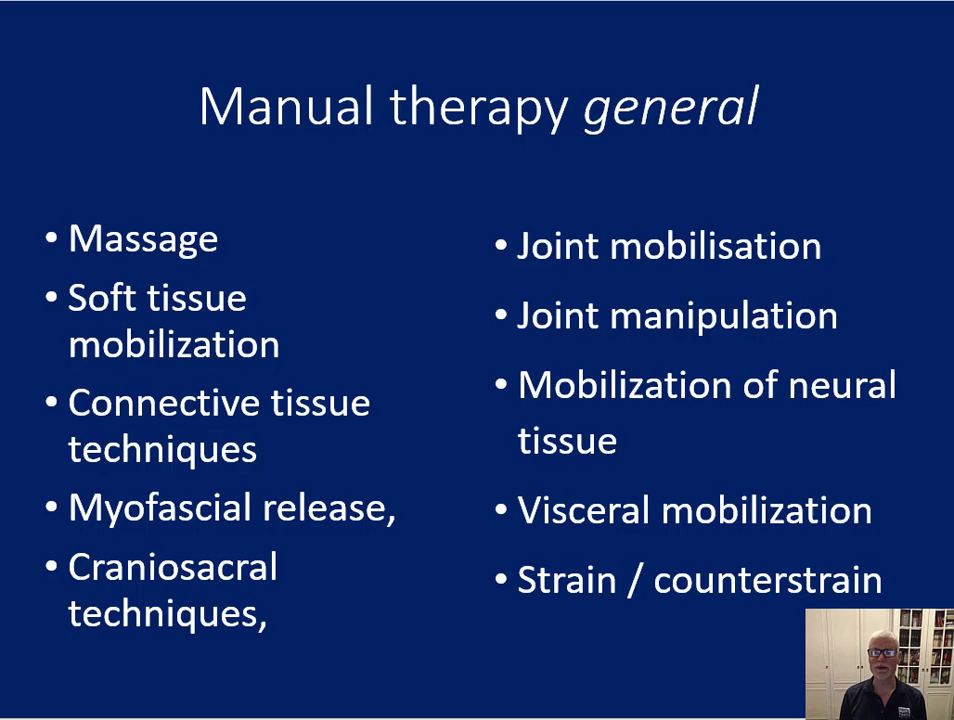 Manual therapy general
• Massage
• Soft tissue
mobilization
• Connective tissue
techniques
• Myofascial release,
• Craniosacral
techniques,
• Joint mobilisation
• Joint manipulation
• Mobilization of neural
tissue
• Visceral mobilization
• Strain / counterstrain